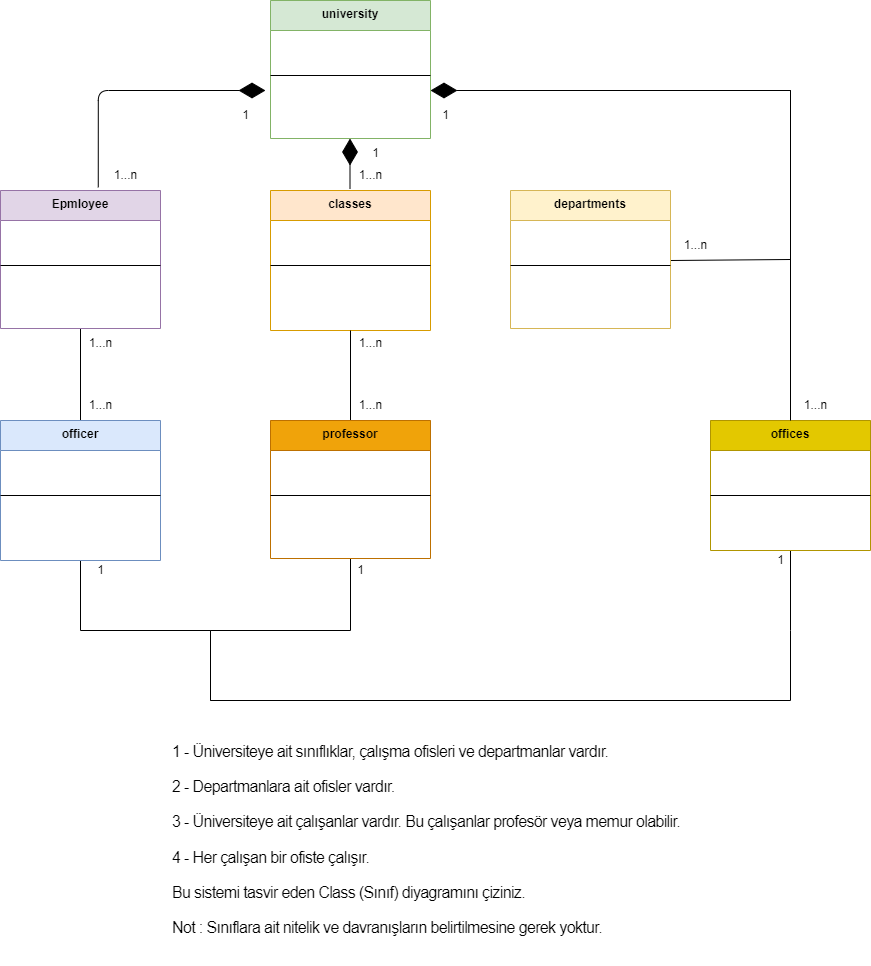 university
1
1
1
1...n
1...n
Epmloyee
classes
departments
1...n
1...n
1...n
1...n
1...n
1...n
officer
professor
offices
1
1
1
1 - Üniversiteye ait sınıflıklar, çalışma ofisleri ve departmanlar vardır.
2 - Departmanlara ait ofisler vardır.
3 - Üniversiteye ait çalışanlar vardır. Bu çalışanlar profesör veya memur olabilir.
4 - Her çalışan bir ofiste çalışır.
Bu sistemi tasvir eden Class (Sınıf) diyagramını çiziniz.
Not : Sınıflara ait nitelik ve davranışların belirtilmesine gerek yoktur.